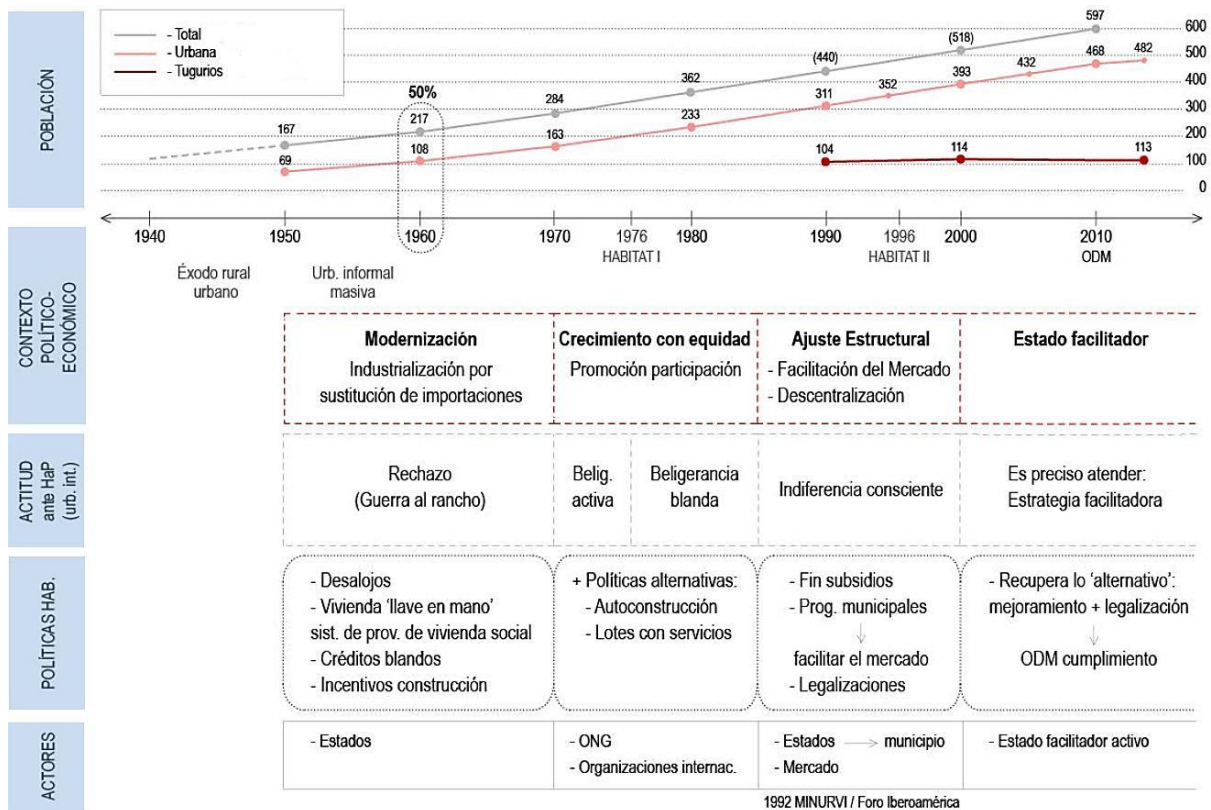 POBLACIÓN
- Total
- Urbana
- Tugurios
50%
167
217
284
362
(440)
(518)
597
69
108
163
233
311
352
393
432
468
482
104
114
113
600
500
400
300
200
100
0
1940
1950
1960
1970
1976
1980
1990
1996
2000
2010
HABITAT I
HABITAT II
ODM
CONTEXTO
POLÍTICO-
ECONÓMICO
Éxodo rural
urbano
Urb. informal
masiva
Modernización
Industrialización por
sustitución de importaciones
Crecimiento con equidad
Promoción participación
Ajuste Estructural
- Facilitación del Mercado
- Descentralización
Estado facilitador
ACTITUD
ante HaP
(urb. int.)
Rechazo
(Guerra al rancho)
Belig.
activa
Beligerancia
blanda
Indiferencia consciente
Es preciso atender:
Estrategia facilitadora
POLÍTICAS HAB.
- Desalojos
- Vivienda 'llave en mano'
sist. de prov. de vivienda social
- Créditos blandos
- Incentivos construcción
+ Políticas alternativas:
- Autoconstrucción
- Lotes con servicios
- Fin subsidios
- Prog. municipales
facilitar el mercado
- Legalizaciones
- Recupera lo 'alternativo':
mejoramiento + legalización
ODM cumplimiento
ACTORES
- Estados
- ONG
- Organizaciones internac.
- Estados → municipio
- Mercado
- Estado facilitador activo
1992 MINURVI / Foro Iberoamérica